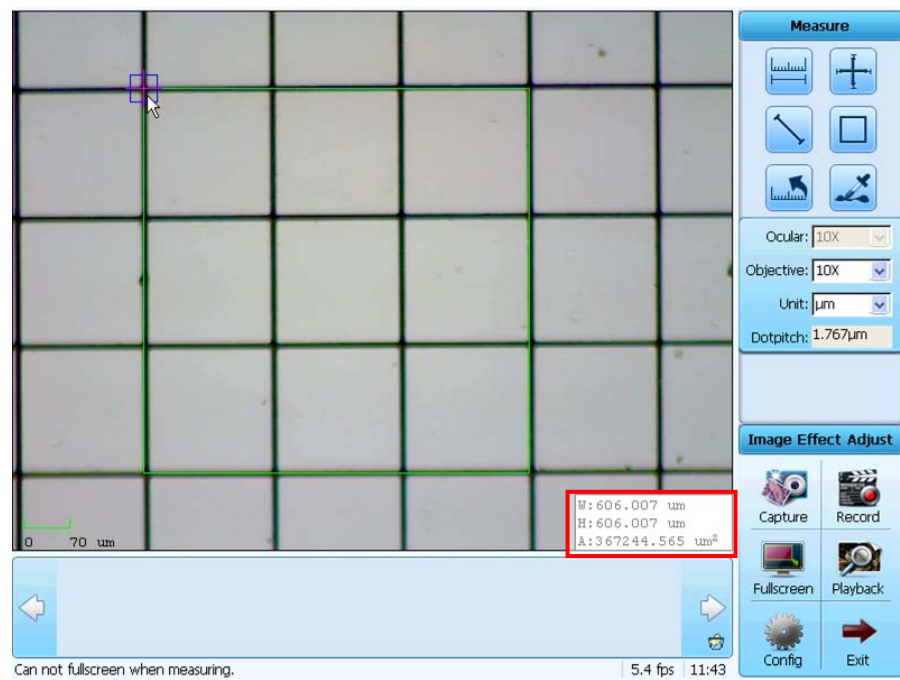 Measure
Ocular: 10X
Objective: 10X
Unit: µm
Dotpitch: 1.767µm
Image Effect Adjust
Capture
Record
Fullscreen
Playback
Config
Exit
W:606.007 um
H:606.007 um
A:367244.565 um²
0 70 um
Can not fullscreen when measuring.
5.4 fps
11:43